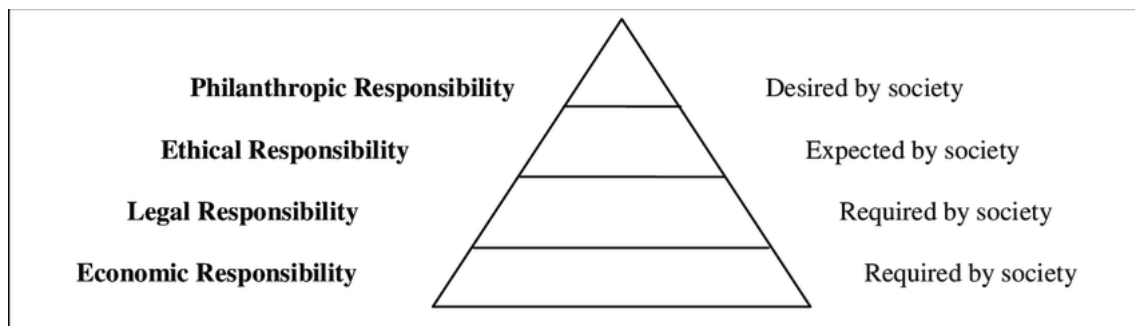 Philanthropic Responsibility Desired by society
Ethical Responsibility Expected by society
Legal Responsibility Required by society
Economic Responsibility Required by society